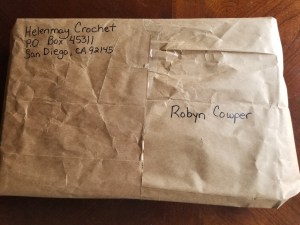 Helenmay Crochet
PO Box 45311
San Diego, CA 92145
Robyn Cowper